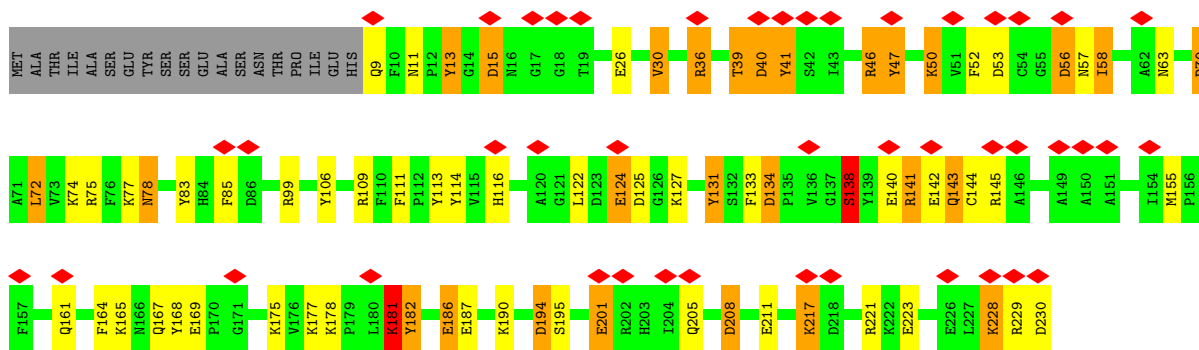 MET ALA THR ILE ALA SER GLU TYR SER SER GLU ALA SER ASN THR PRO ILE GLU HIS Q9 F10 N11 P12 Y13 G14 D15 N16 G17 G18 T19 E26 V30 R36 T39 D40 Y41 S42 I43 R46 Y47 K50 V51 F52 D53 C54 G55 D56 N57 I58 A62 N63
A71 L72 V73 K74 R75 F76 K77 N78 Y83 H84 F85 D86 R99 Y106 R109 F110 F111 P112 Y113 Y114 V115 H116 A120 G121 L122 D123 E124 D125 G126 K127 Y131 S132 F133 D134 P135 V136 G137 S138 Y139 E140 R141 E142 Q143 C144 R145 A146 A149 A150 A151 I154 M155 P156
F157 Q161 F164 K165 N166 Q167 Y168 E169 P170 G171 K175 V176 K177 K178 P179 L180 K181 Y182 E186 E187 K190 D194 S195 E201 R202 H203 I204 Q205 D208 E211 K217 D218 R221 K222 E223 E226 L227 K228 R229 D230